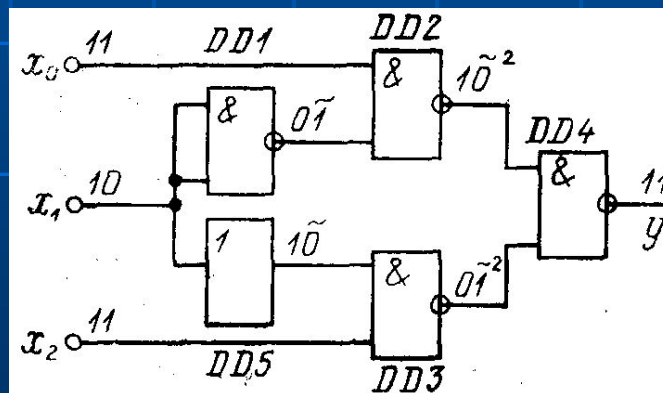 11 DD1 DD2
x₀ & 10̃²
& 01̃ DD4
& 11
x₁ 10 y
1 10̃ & 01̃²
x₂ 11
DD5 DD3